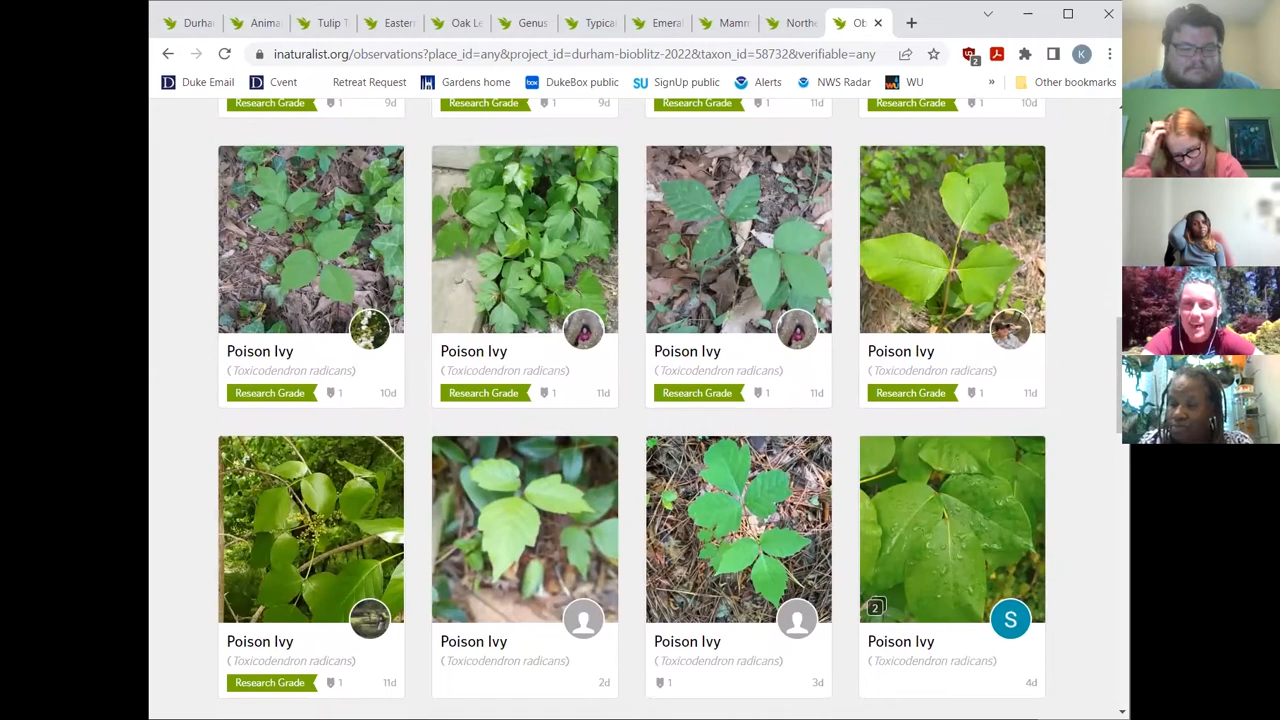 Durha
Anima
Tulip T
Easter
Oak Le
Genus
Typica
Emera
Mamm
Northe
Ob
inaturalist.org/observations?place_id=any&project_id=durham-bioblitz-2022&taxon_id=58732&verifiable=any
2
K
Duke Email
Cvent
Retreat Request
Gardens home
box
DukeBox public
SU
SignUp public
Alerts
NWS Radar
WU
»
Other bookmarks
Research Grade 1 9d
Research Grade 1 9d
Research Grade 1 11d
Research Grade 1 10d
Poison Ivy
Poison Ivy
Poison Ivy
Poison Ivy
(Toxicodendron radicans)
(Toxicodendron radicans)
(Toxicodendron radicans)
(Toxicodendron radicans)
Research Grade 1 10d
Research Grade 1 11d
Research Grade 1 11d
Research Grade 1 11d
2
S
Poison Ivy
Poison Ivy
Poison Ivy
Poison Ivy
(Toxicodendron radicans)
(Toxicodendron radicans)
(Toxicodendron radicans)
(Toxicodendron radicans)
Research Grade 1 11d
2d
1 3d
4d